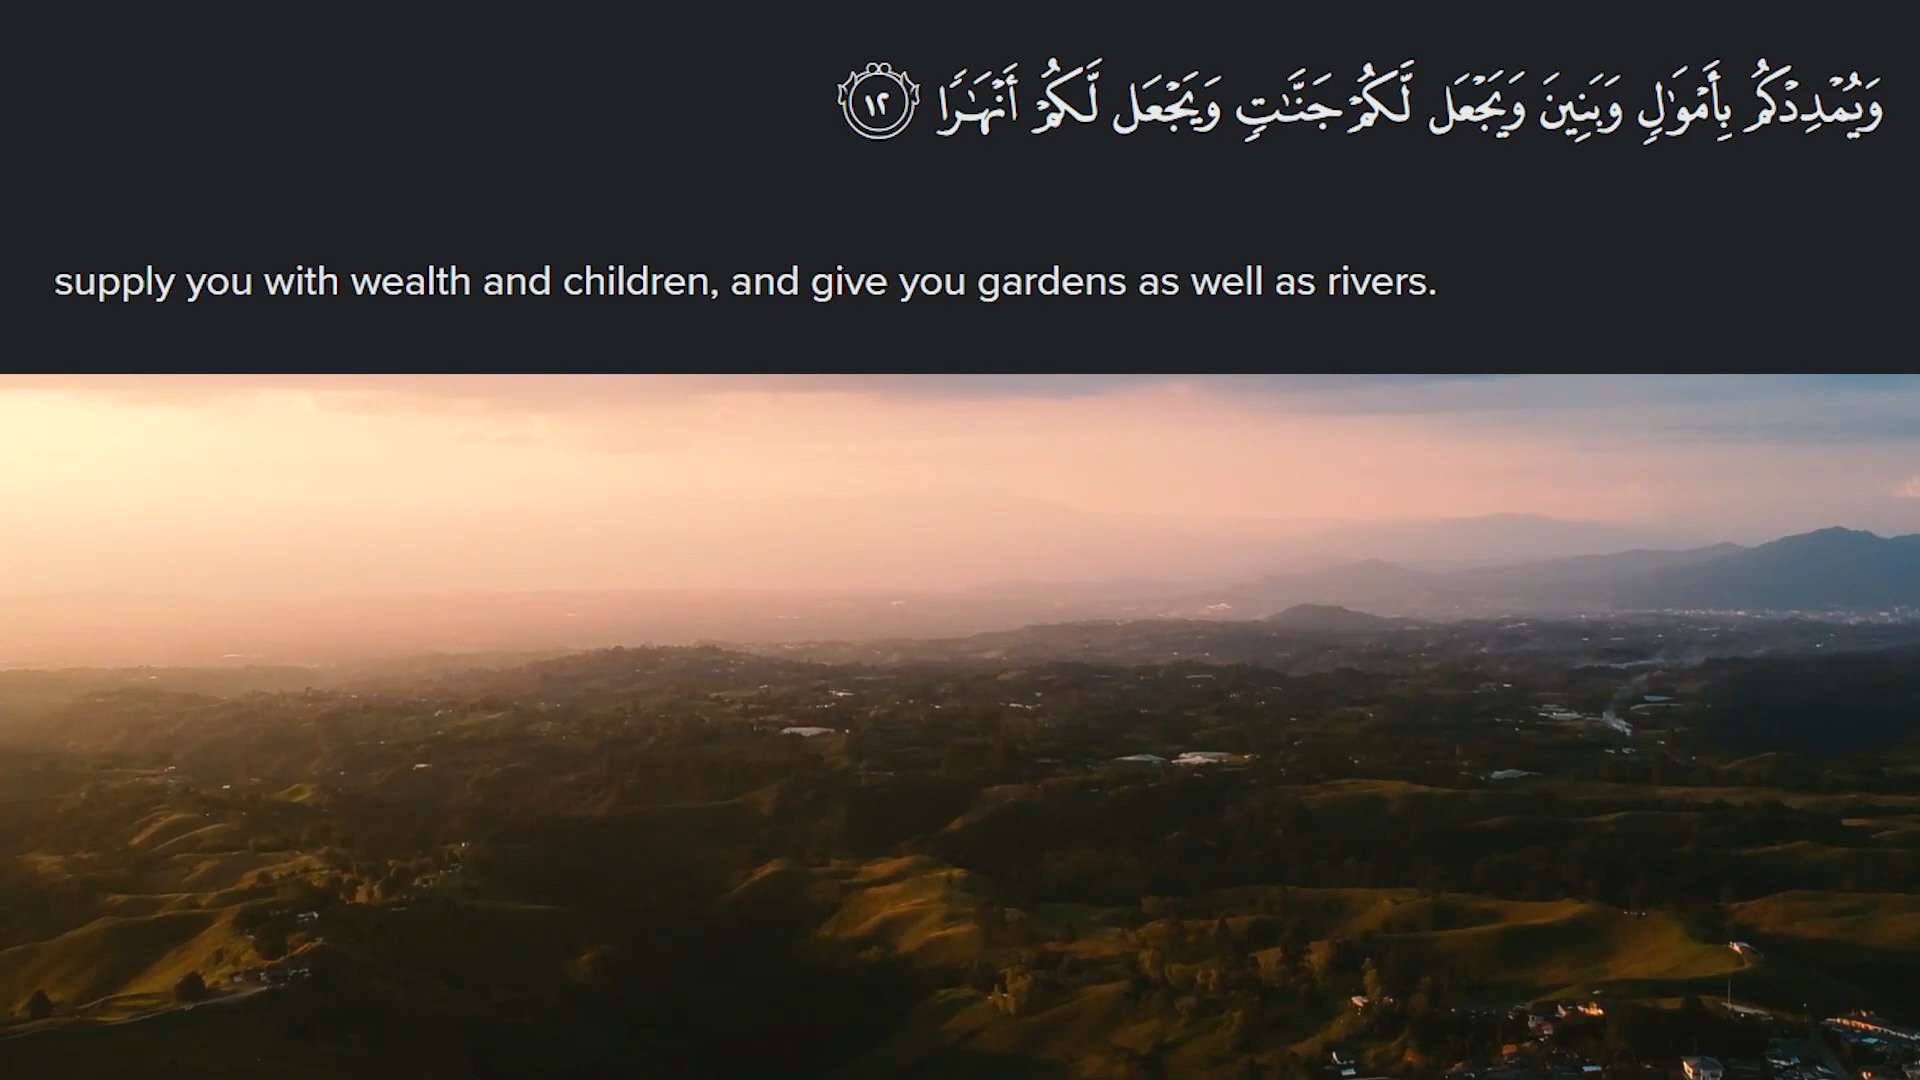 وَيُمْدِدْكُم بِأَمْوَٰلٍ وَبَنِينَ وَيَجْعَل لَّكُمْ جَنَّـٰتٍ وَيَجْعَل لَّكُمْ أَنْهَـٰرًا ١٢
supply you with wealth and children, and give you gardens as well as rivers.